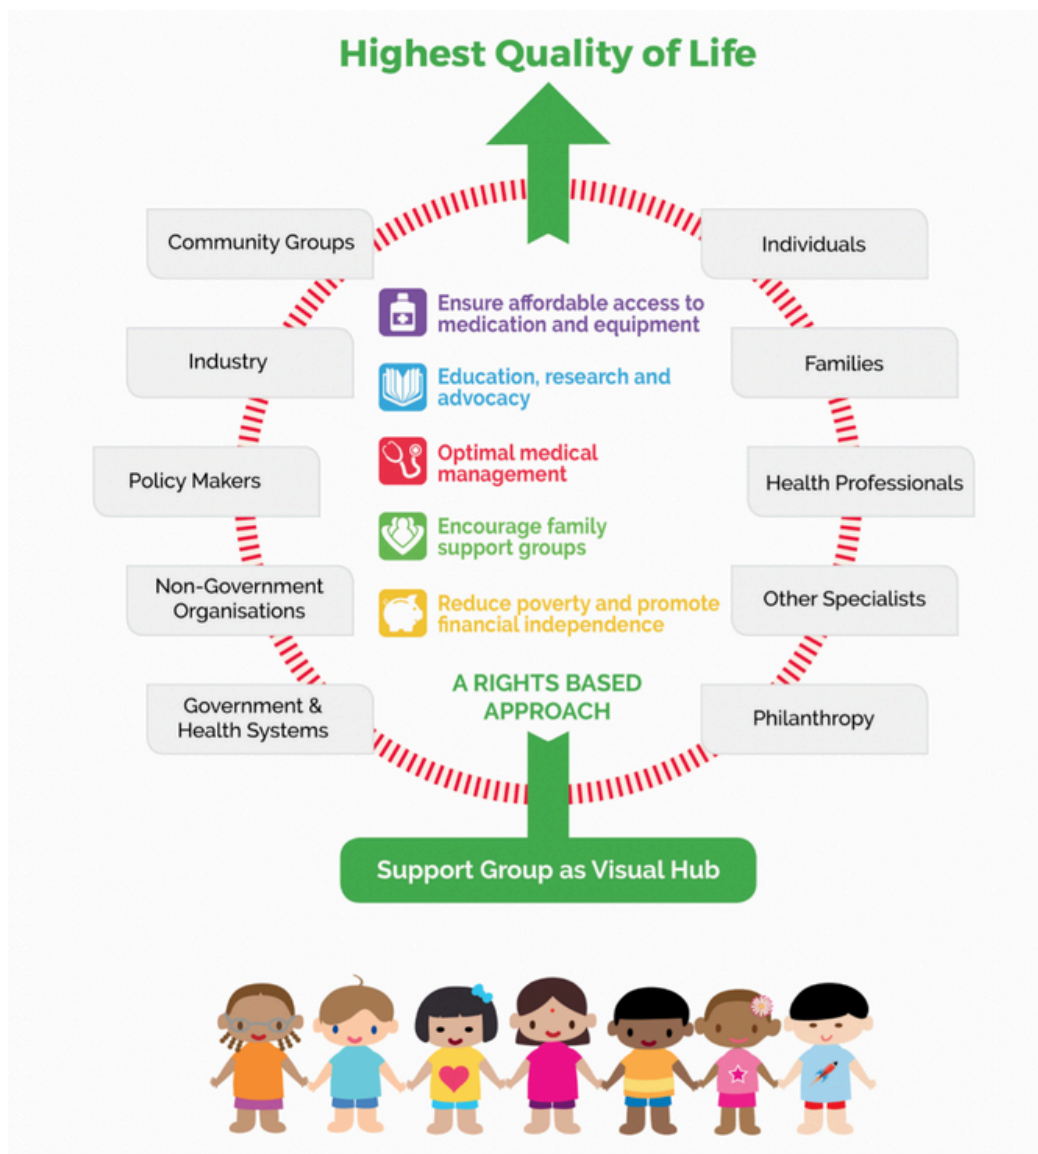 Highest Quality of Life
Community Groups
Individuals
Ensure affordable access to
medication and equipment
Industry
Families
Education, research and
advocacy
Optimal medical
management
Policy Makers
Health Professionals
Encourage family
support groups
Non-Government
Organisations
Other Specialists
Reduce poverty and promote
financial independence
A RIGHTS BASED
APPROACH
Government &
Health Systems
Philanthropy
Support Group as Visual Hub